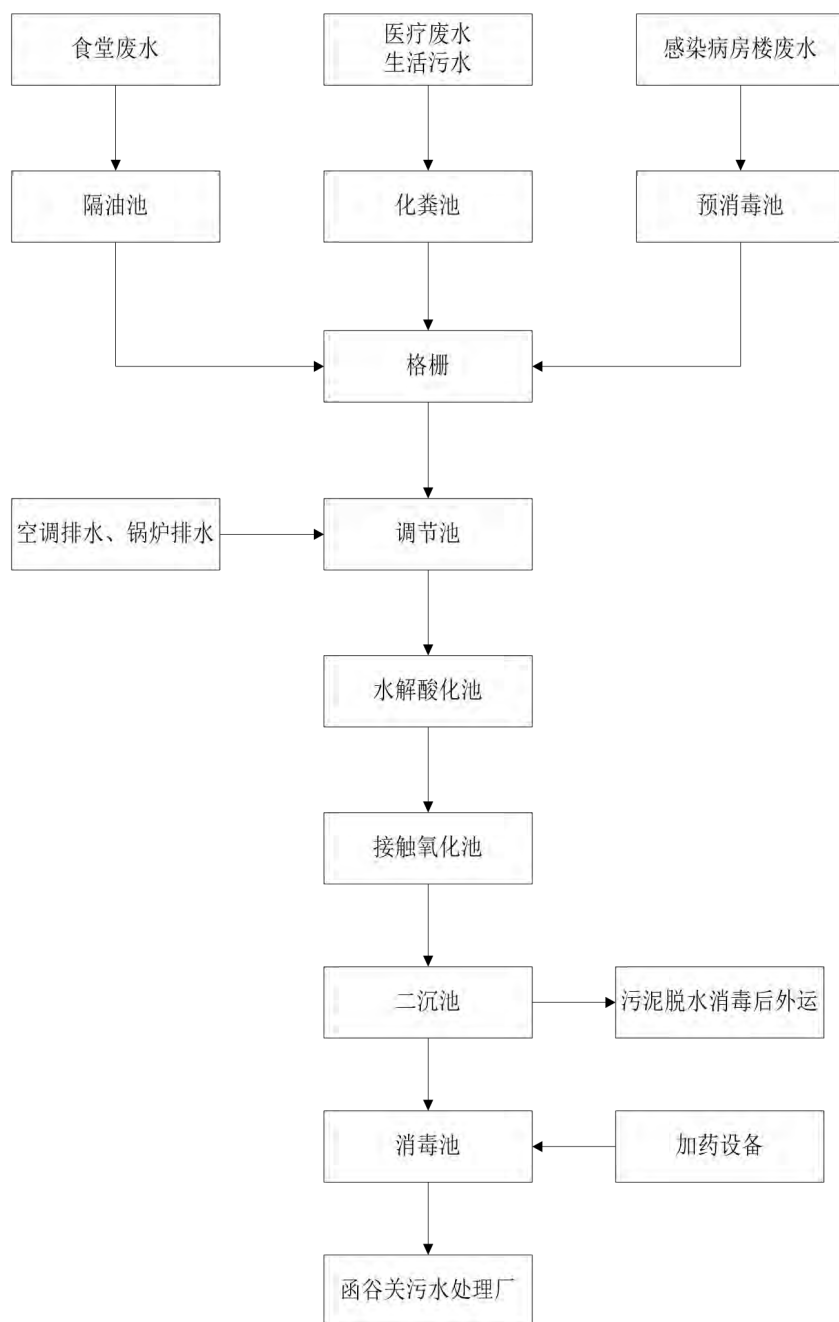 食堂废水
医疗废水
生活污水
感染病房楼废水
隔油池
化粪池
预消毒池
格栅
空调排水、锅炉排水
调节池
水解酸化池
接触氧化池
二沉池
污泥脱水消毒后外运
消毒池
加药设备
函谷关污水处理厂